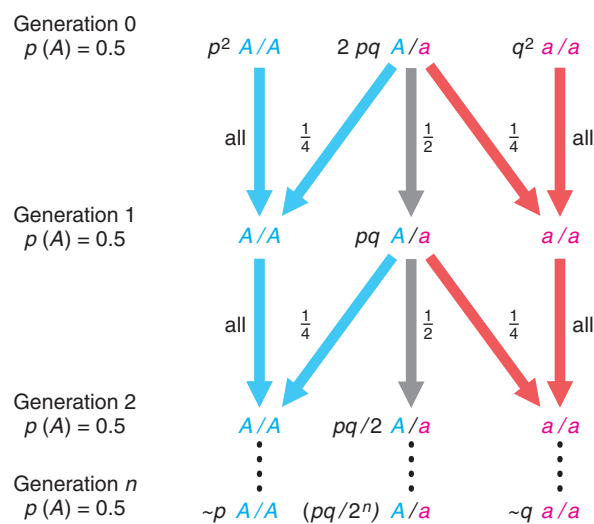 Generation 0
p (A) = 0.5
p² A/A
2 pq A/a
q² a/a
all
1/4
1/2
1/4
all
Generation 1
p (A) = 0.5
A/A
pq A/a
a/a
all
1/4
1/2
1/4
all
Generation 2
p (A) = 0.5
A/A
pq/2 A/a
a/a
Generation n
p (A) = 0.5
~p A/A
(pq/2ⁿ) A/a
~q a/a